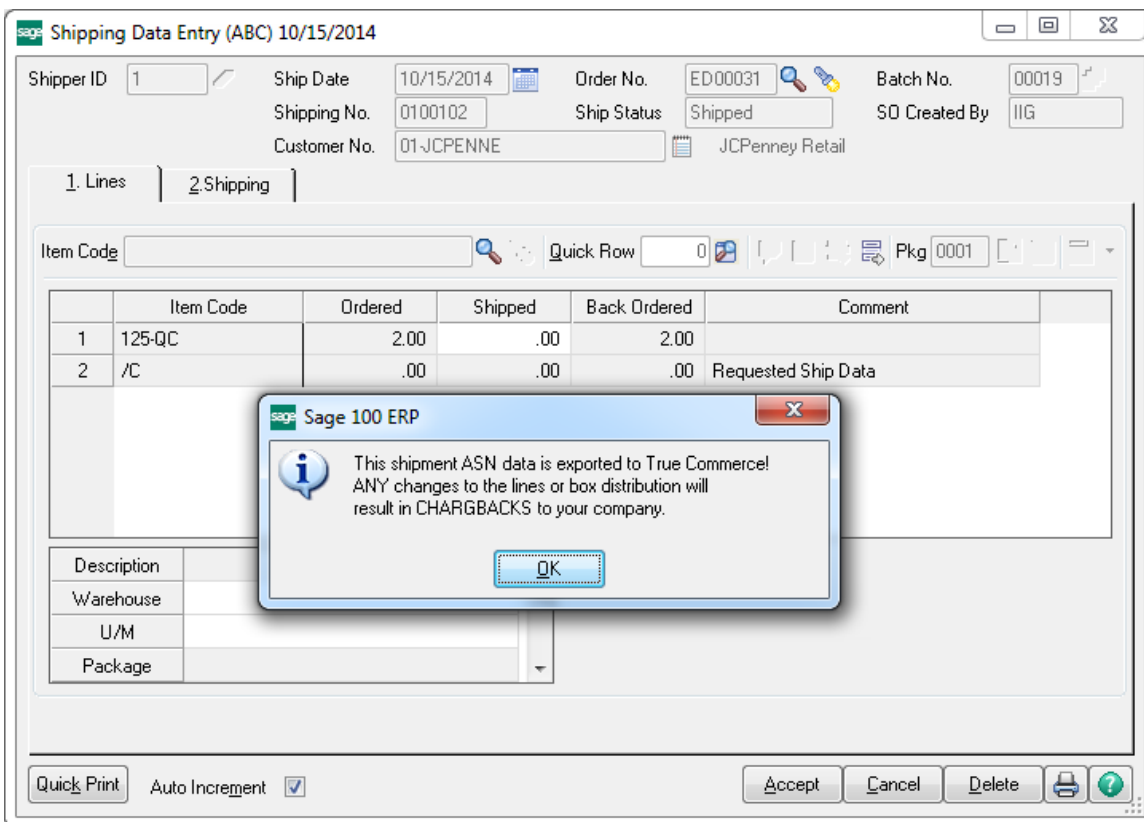 sage Shipping Data Entry (ABC) 10/15/2014
Shipper ID 1 Ship Date 10/15/2014 Order No. ED00031 Batch No. 00019
Shipping No. 0100102 Ship Status Shipped SO Created By IIG
Customer No. 01-JCPENNE JCPenney Retail
1. Lines 2.Shipping
Item Code Quick Row 0 Pkg 0001
Item Code Ordered Shipped Back Ordered Comment
1 125-QC 2.00 .00 2.00
2 /C .00 .00 .00 Requested Ship Data
sage Sage 100 ERP
This shipment ASN data is exported to True Commerce!
ANY changes to the lines or box distribution will
result in CHARGBACKS to your company.
OK
Description
Warehouse
U/M
Package
Quick Print Auto Increment Accept Cancel Delete ?